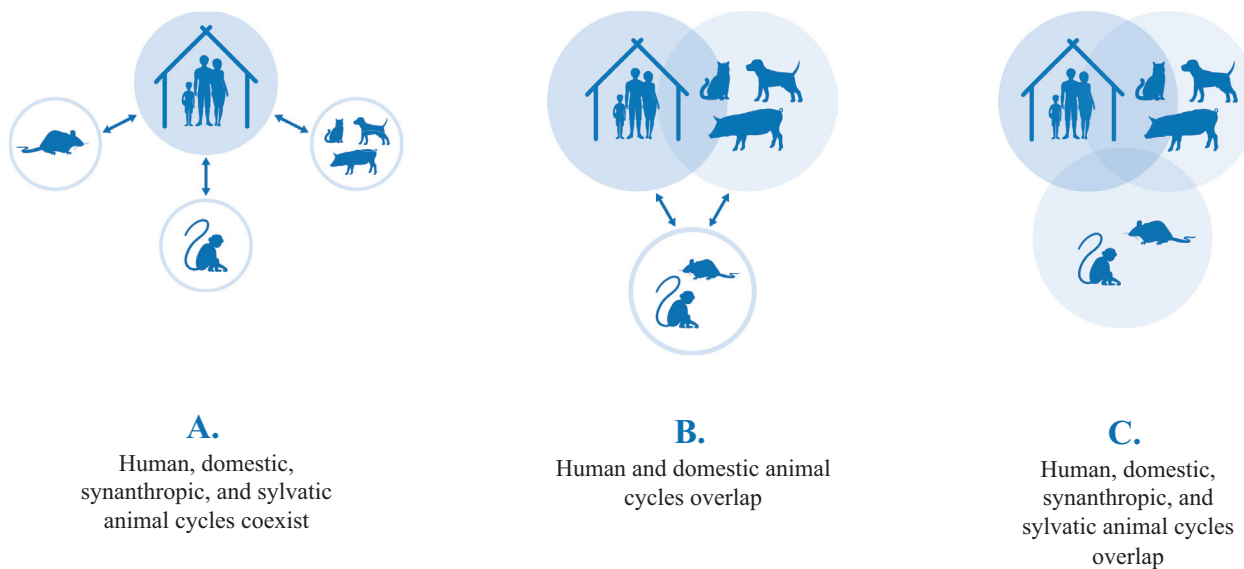 A.
Human, domestic,
synanthropic, and sylvatic
animal cycles coexist
B.
Human and domestic animal
cycles overlap
C.
Human, domestic,
synanthropic, and
sylvatic animal cycles
overlap